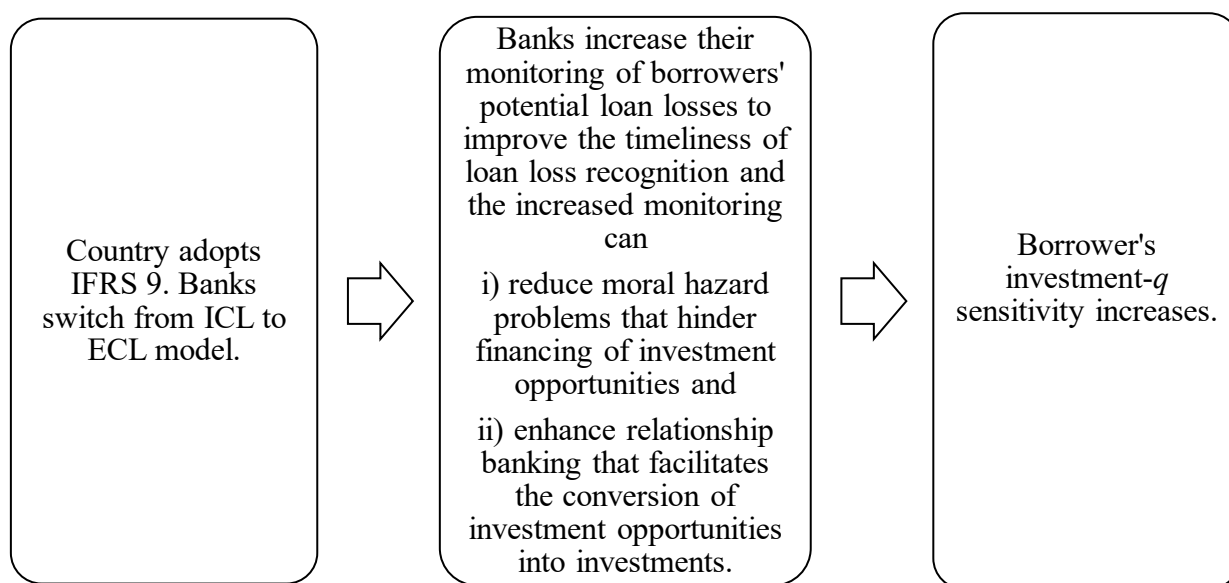 Country adopts
IFRS 9. Banks
switch from ICL to
ECL model.
Banks increase their
monitoring of borrowers'
potential loan losses to
improve the timeliness of
loan loss recognition and
the increased monitoring
can
i) reduce moral hazard
problems that hinder
financing of investment
opportunities and
ii) enhance relationship
banking that facilitates
the conversion of
investment opportunities
into investments.
Borrower's
investment-q
sensitivity increases.